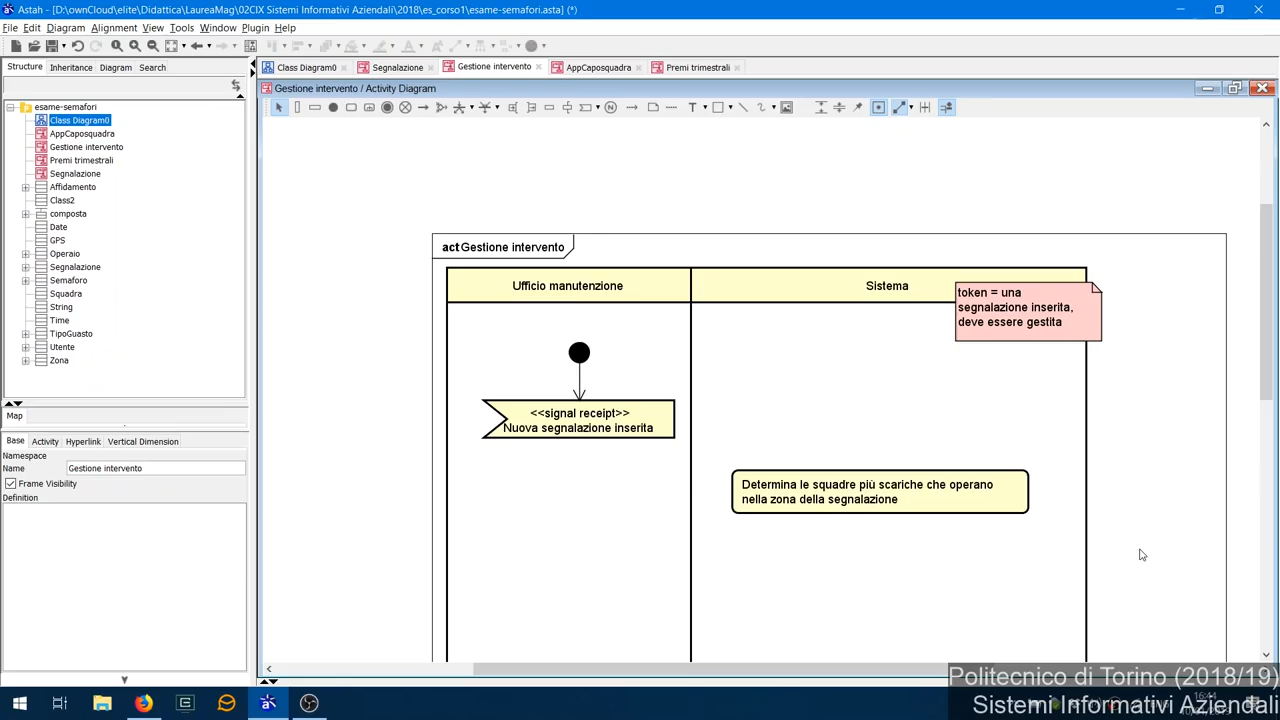 Astah - [D:\ownCloud\elite\Didattica\LaureaMag\02CIX Sistemi Informativi Aziendali\2018\es_corso1\esame-semafori.asta] (*)
File Edit Diagram Alignment View Tools Window Plugin Help
Structure Inheritance Diagram Search
Class Diagram0 Segnalazione Gestione intervento AppCaposquadra Premi trimestrali
Gestione intervento / Activity Diagram
esame-semafori
Class Diagram0
AppCaposquadra
Gestione intervento
Premi trimestrali
Segnalazione
Affidamento
Class2
composta
Date
GPS
Operaio
Segnalazione
Semaforo
Squadra
String
Time
TipoGuasto
Utente
Zona
Map
Base Activity Hyperlink Vertical Dimension
Namespace
Name Gestione intervento
Frame Visibility
Definition
act Gestione intervento
Ufficio manutenzione
Sistema
token = una
segnalazione inserita,
deve essere gestita
<<signal receipt>>
Nuova segnalazione inserita
Determina le squadre più scariche che operano
nella zona della segnalazione
Politecnico di Torino (2018/19)
Sistemi Informativi Aziendali